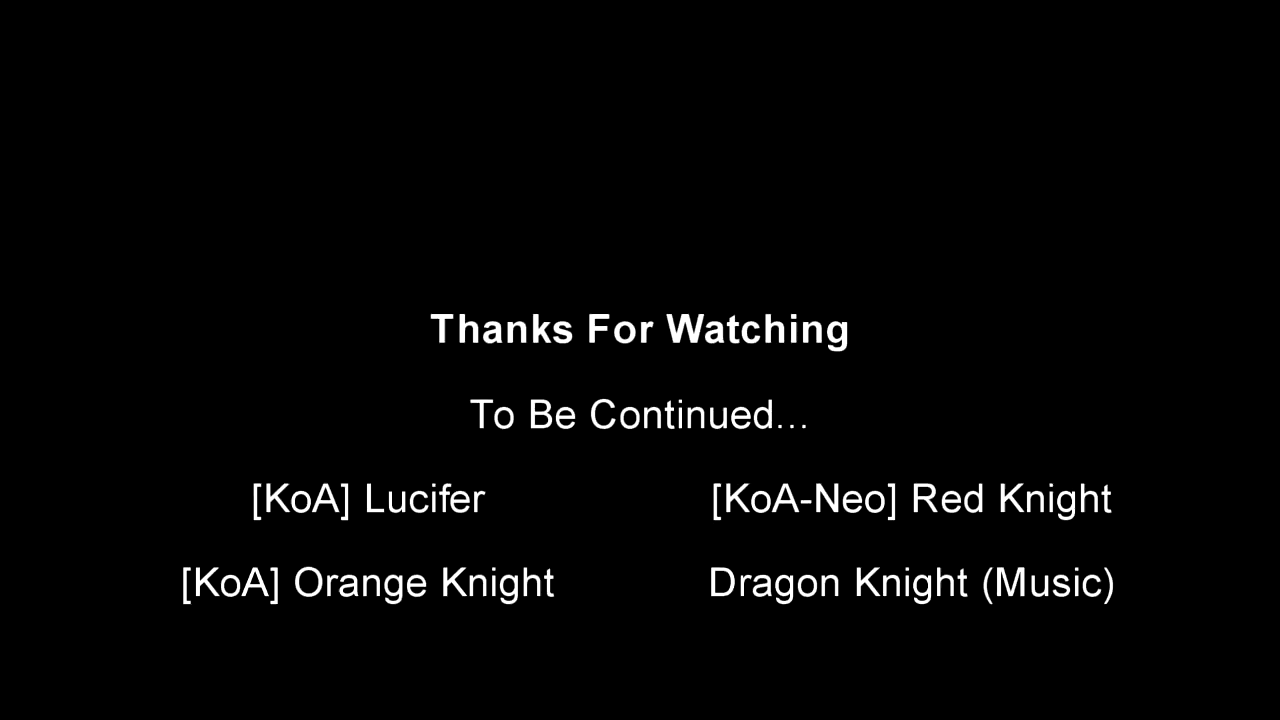 Thanks For Watching
To Be Continued...
[KoA] Lucifer [KoA-Neo] Red Knight
[KoA] Orange Knight Dragon Knight (Music)